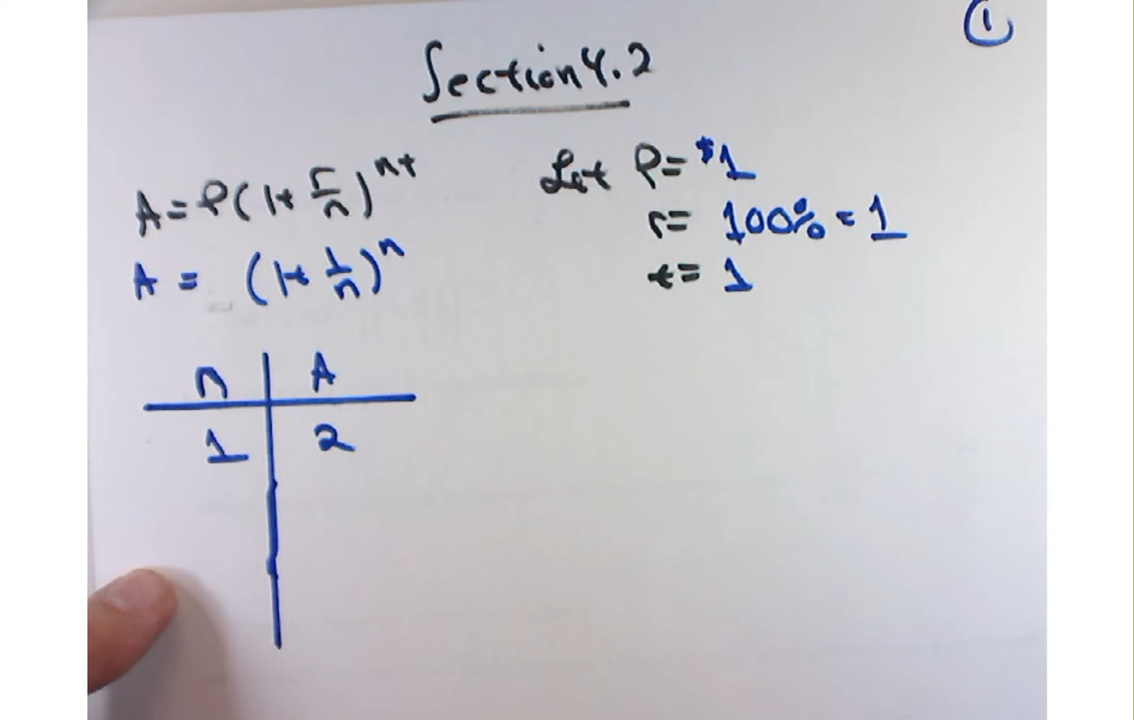 ①
Section 4.2
A = P(1 + r/n)^nt
Let P = $1
r = 100% = 1
A = (1 + 1/n)^n
t = 1
n | A
1 | 2